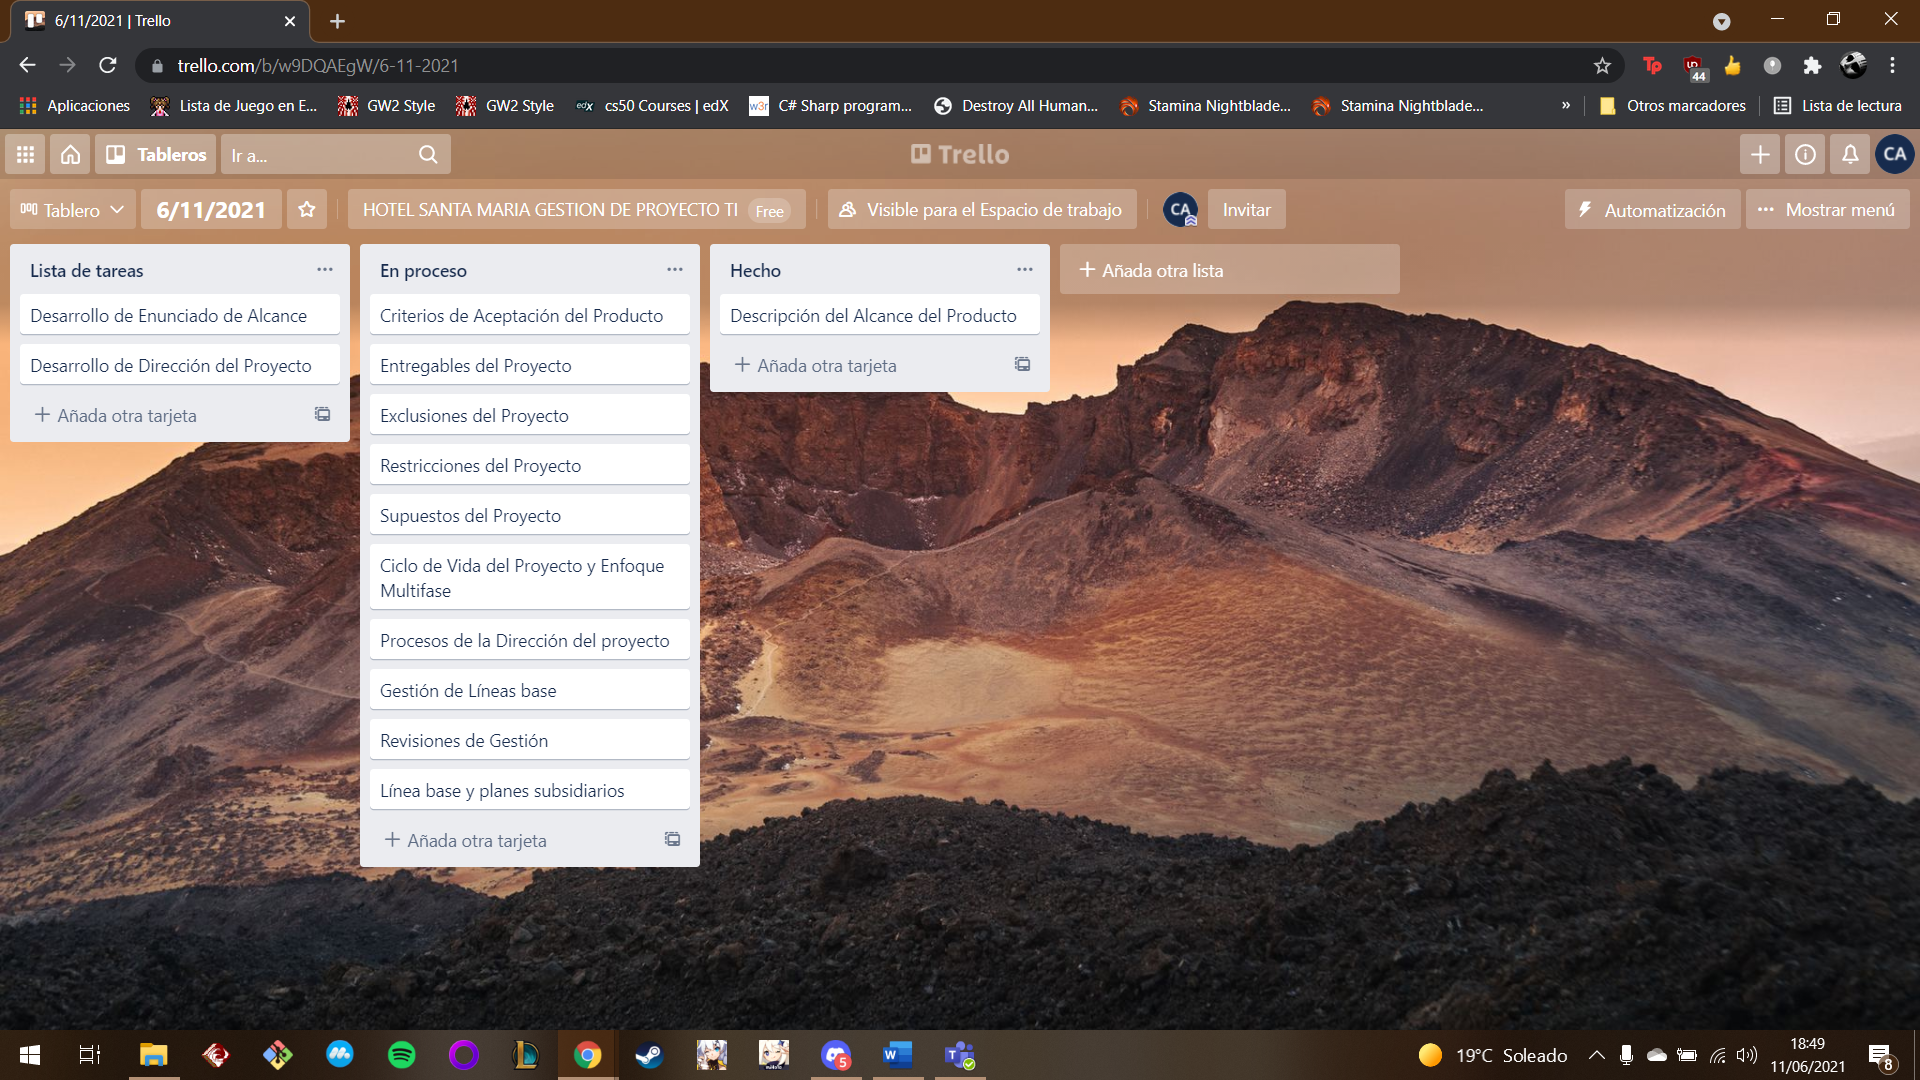 6/11/2021 | Trello
trello.com/b/w9DQAEgW/6-11-2021
44
Aplicaciones
Lista de Juego en E...
GW2 Style
GW2 Style
edx
cs50 Courses | edX
w3r
C# Sharp program...
Destroy All Human...
Stamina Nightblade...
Stamina Nightblade...
»
Otros marcadores
Lista de lectura
Tableros
Ir a...
Trello
CA
Tablero
6/11/2021
HOTEL SANTA MARIA GESTION DE PROYECTO TI
Free
Visible para el Espacio de trabajo
CA
Invitar
Automatización
Mostrar menú
Lista de tareas
Desarrollo de Enunciado de Alcance
Desarrollo de Dirección del Proyecto
Añada otra tarjeta
En proceso
Criterios de Aceptación del Producto
Entregables del Proyecto
Exclusiones del Proyecto
Restricciones del Proyecto
Supuestos del Proyecto
Ciclo de Vida del Proyecto y Enfoque
Multifase
Procesos de la Dirección del proyecto
Gestión de Líneas base
Revisiones de Gestión
Línea base y planes subsidiarios
Añada otra tarjeta
Hecho
Descripción del Alcance del Producto
Añada otra tarjeta
Añada otra lista
5
19°C Soleado
18:49
11/06/2021
8